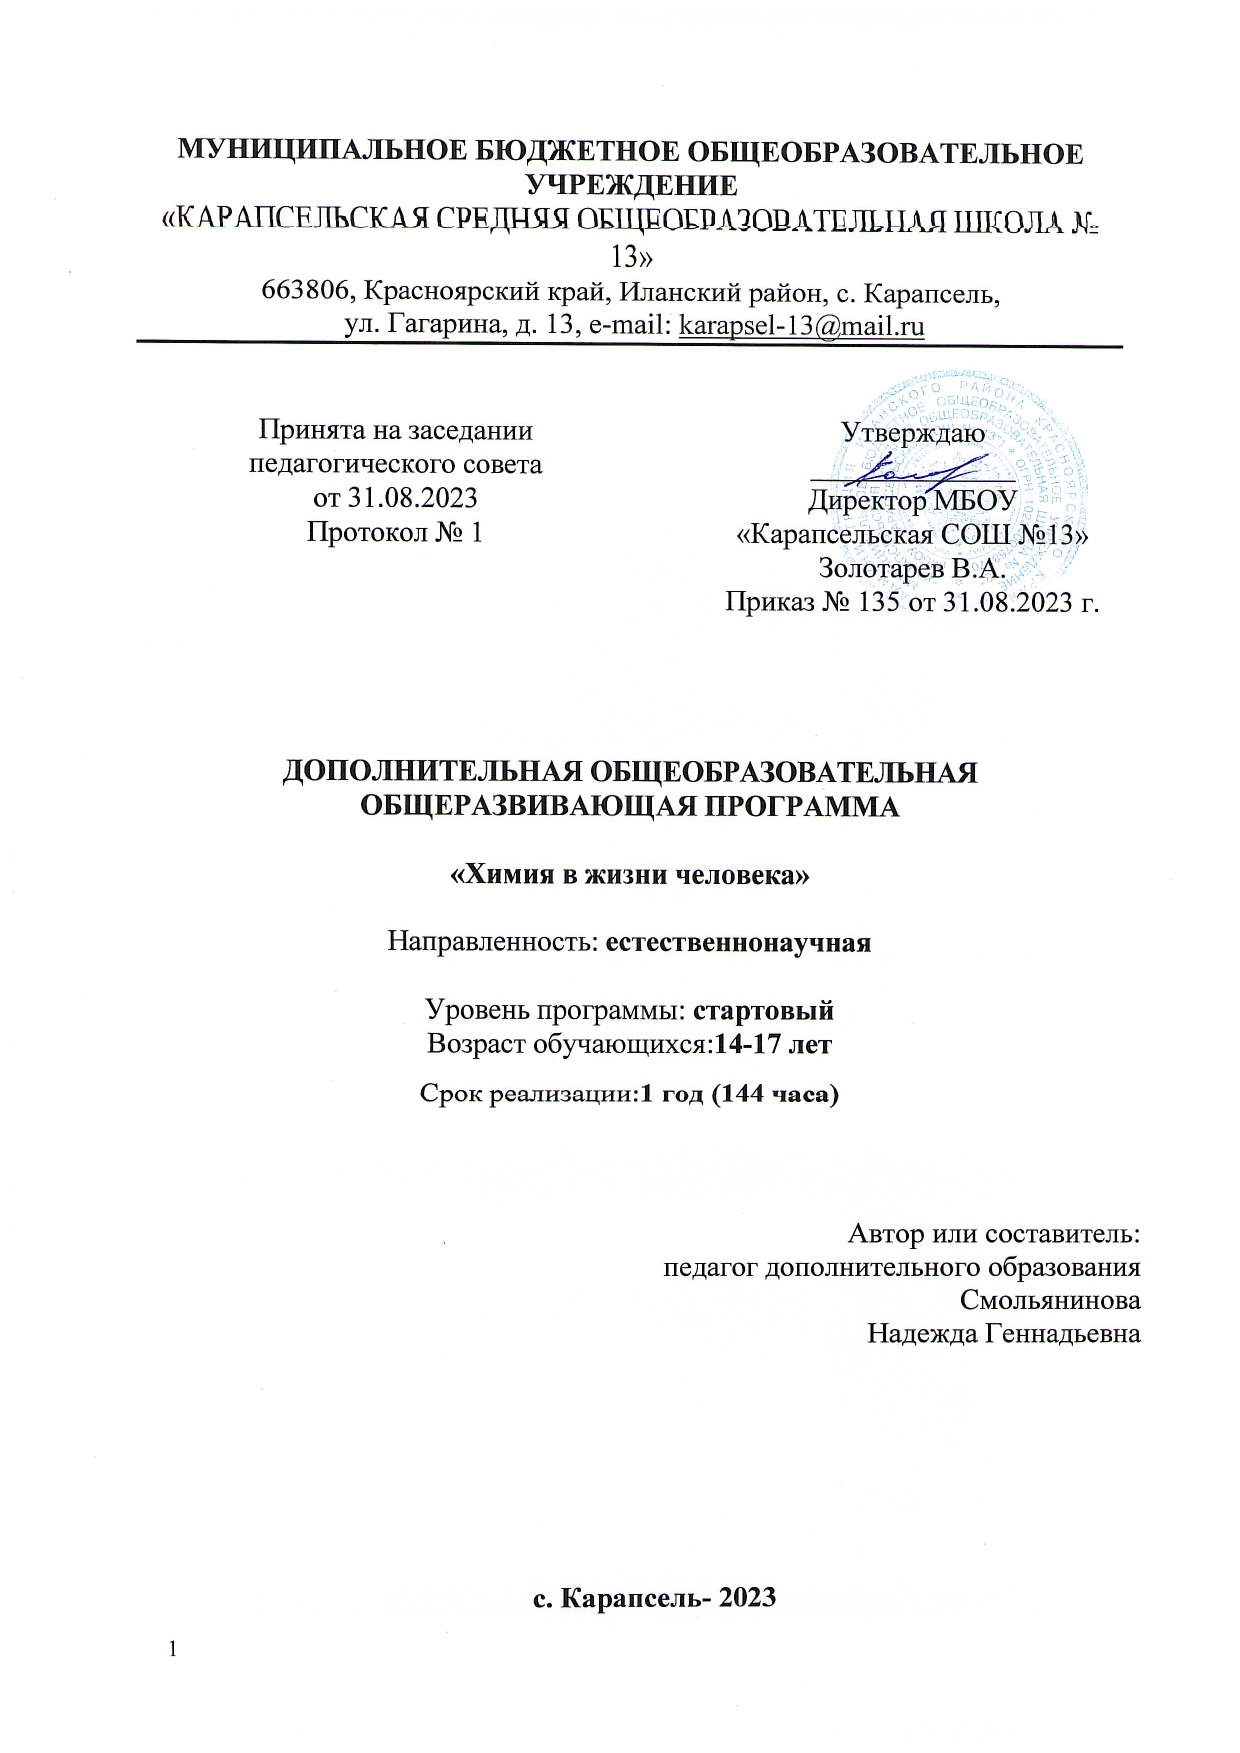 МУНИЦИПАЛЬНОЕ БЮДЖЕТНОЕ ОБЩЕОБРАЗОВАТЕЛЬНОЕ
УЧРЕЖДЕНИЕ
«КАРАПСЕЛЬСКАЯ СРЕДНЯЯ ОБЩЕОБРАЗОВАТЕЛЬНАЯ ШКОЛА №
13»
663806, Красноярский край, Иланский район, с. Карапсель,
ул. Гагарина, д. 13, e-mail: karapsel-13@mail.ru
Принята на заседании
педагогического совета
от 31.08.2023
Протокол № 1
Утверждаю
Директор МБОУ
«Карапсельская СОШ №13»
Золотарев В.А.
Приказ № 135 от 31.08.2023 г.
ДОПОЛНИТЕЛЬНАЯ ОБЩЕОБРАЗОВАТЕЛЬНАЯ
ОБЩЕРАЗВИВАЮЩАЯ ПРОГРАММА
«Химия в жизни человека»
Направленность: естественнонаучная
Уровень программы: стартовый
Возраст обучающихся:14-17 лет
Срок реализации:1 год (144 часа)
Автор или составитель:
педагог дополнительного образования
Смольянинова
Надежда Геннадьевна
с. Карапсель- 2023
1